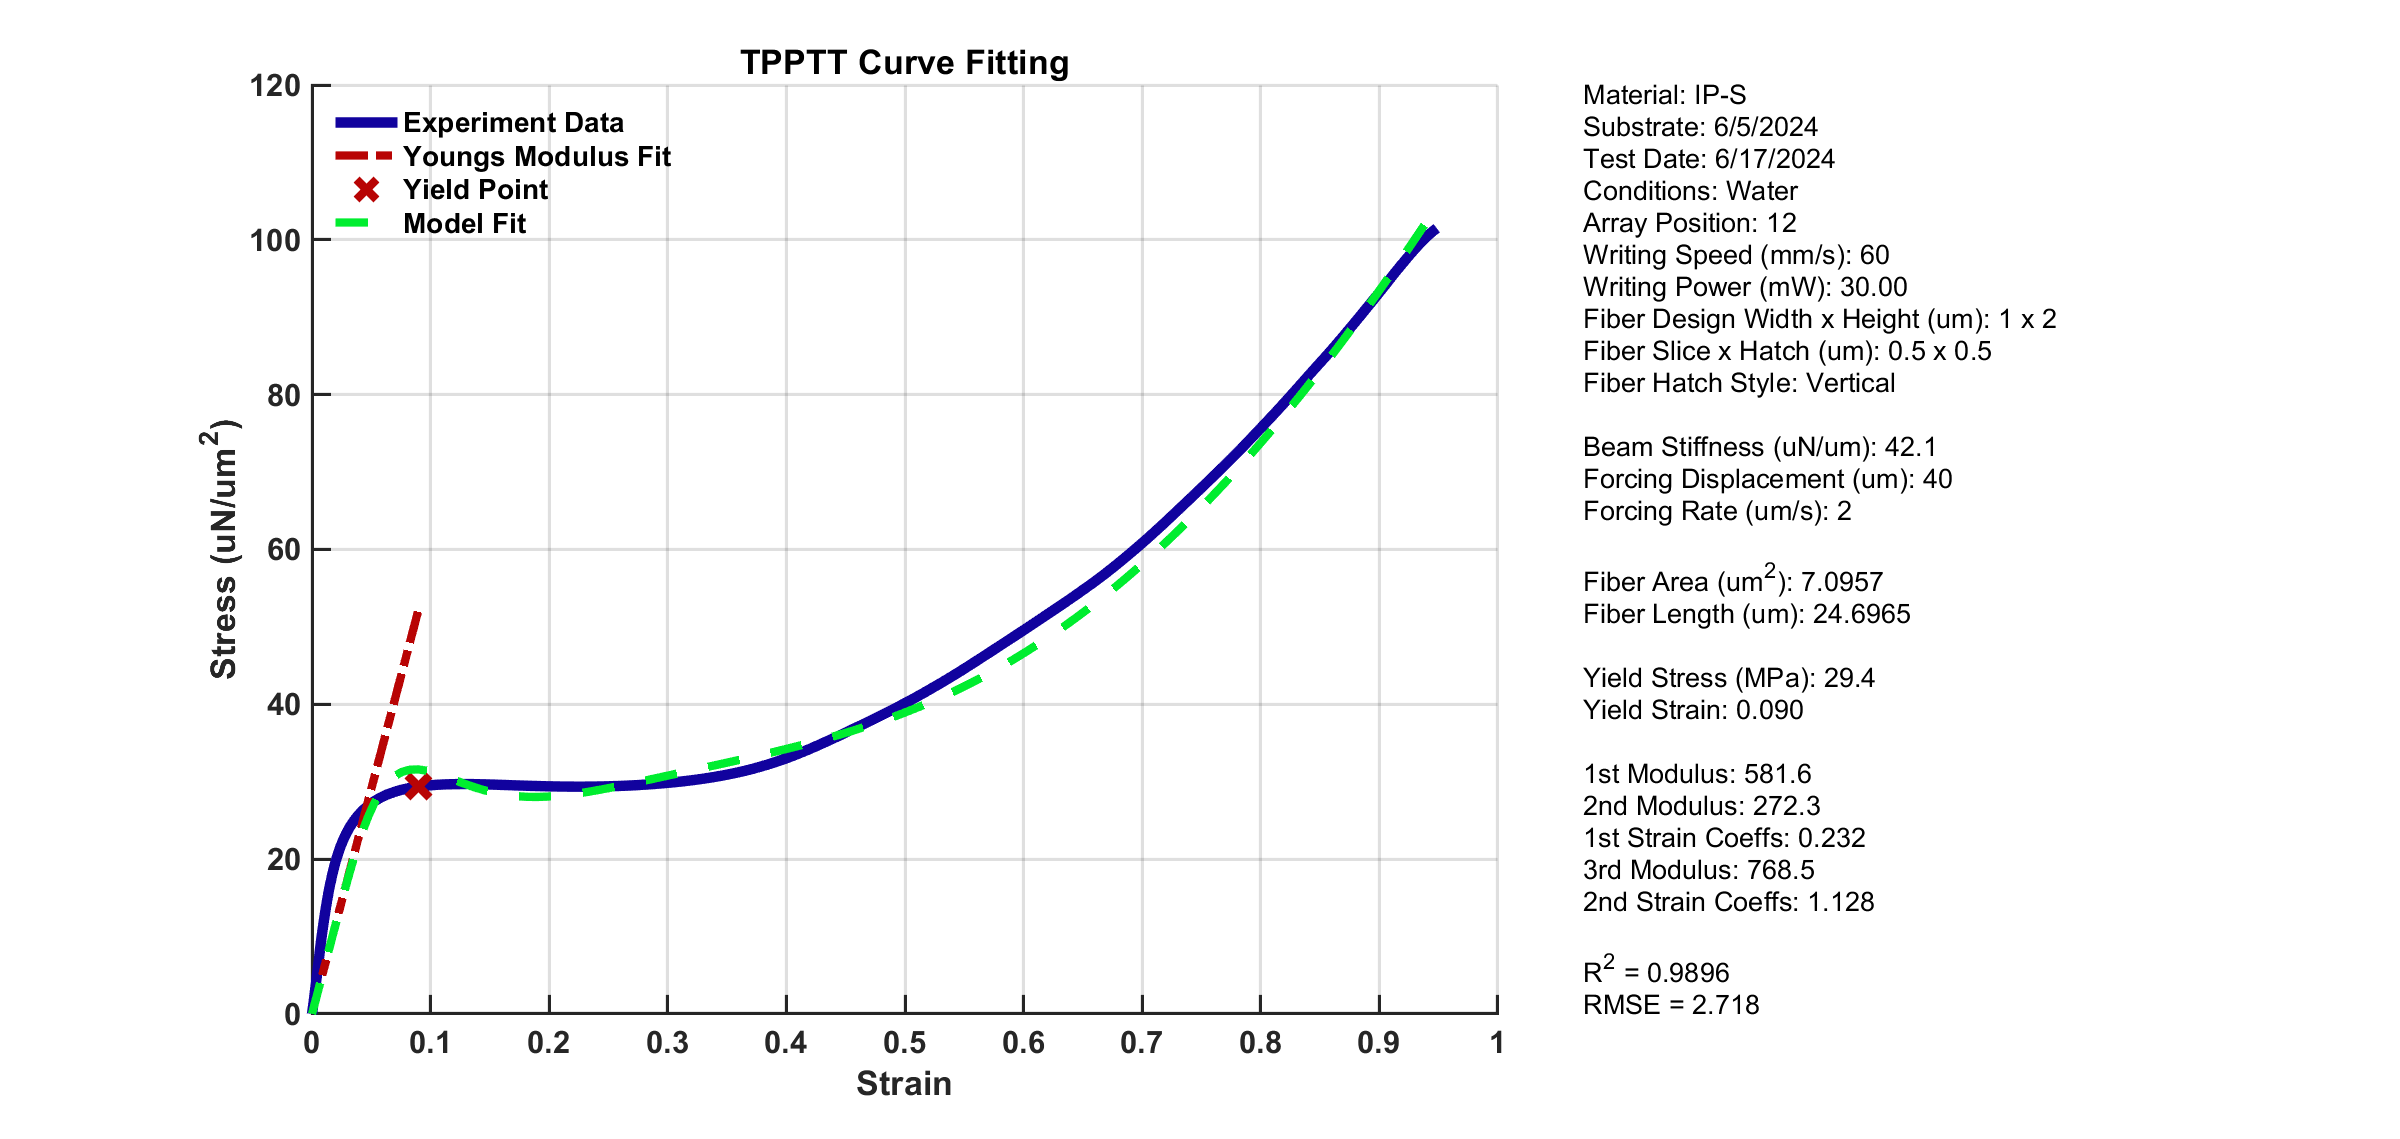 TPPTT Curve Fitting
120
100
80
60
40
20
0
Stress (uN/um²)
Experiment Data
Youngs Modulus Fit
Yield Point
Model Fit
0 0.1 0.2 0.3 0.4 0.5 0.6 0.7 0.8 0.9 1
Strain
Material: IP-S
Substrate: 6/5/2024
Test Date: 6/17/2024
Conditions: Water
Array Position: 12
Writing Speed (mm/s): 60
Writing Power (mW): 30.00
Fiber Design Width x Height (um): 1 x 2
Fiber Slice x Hatch (um): 0.5 x 0.5
Fiber Hatch Style: Vertical
Beam Stiffness (uN/um): 42.1
Forcing Displacement (um): 40
Forcing Rate (um/s): 2
Fiber Area (um²): 7.0957
Fiber Length (um): 24.6965
Yield Stress (MPa): 29.4
Yield Strain: 0.090
1st Modulus: 581.6
2nd Modulus: 272.3
1st Strain Coeffs: 0.232
3rd Modulus: 768.5
2nd Strain Coeffs: 1.128
R² = 0.9896
RMSE = 2.718